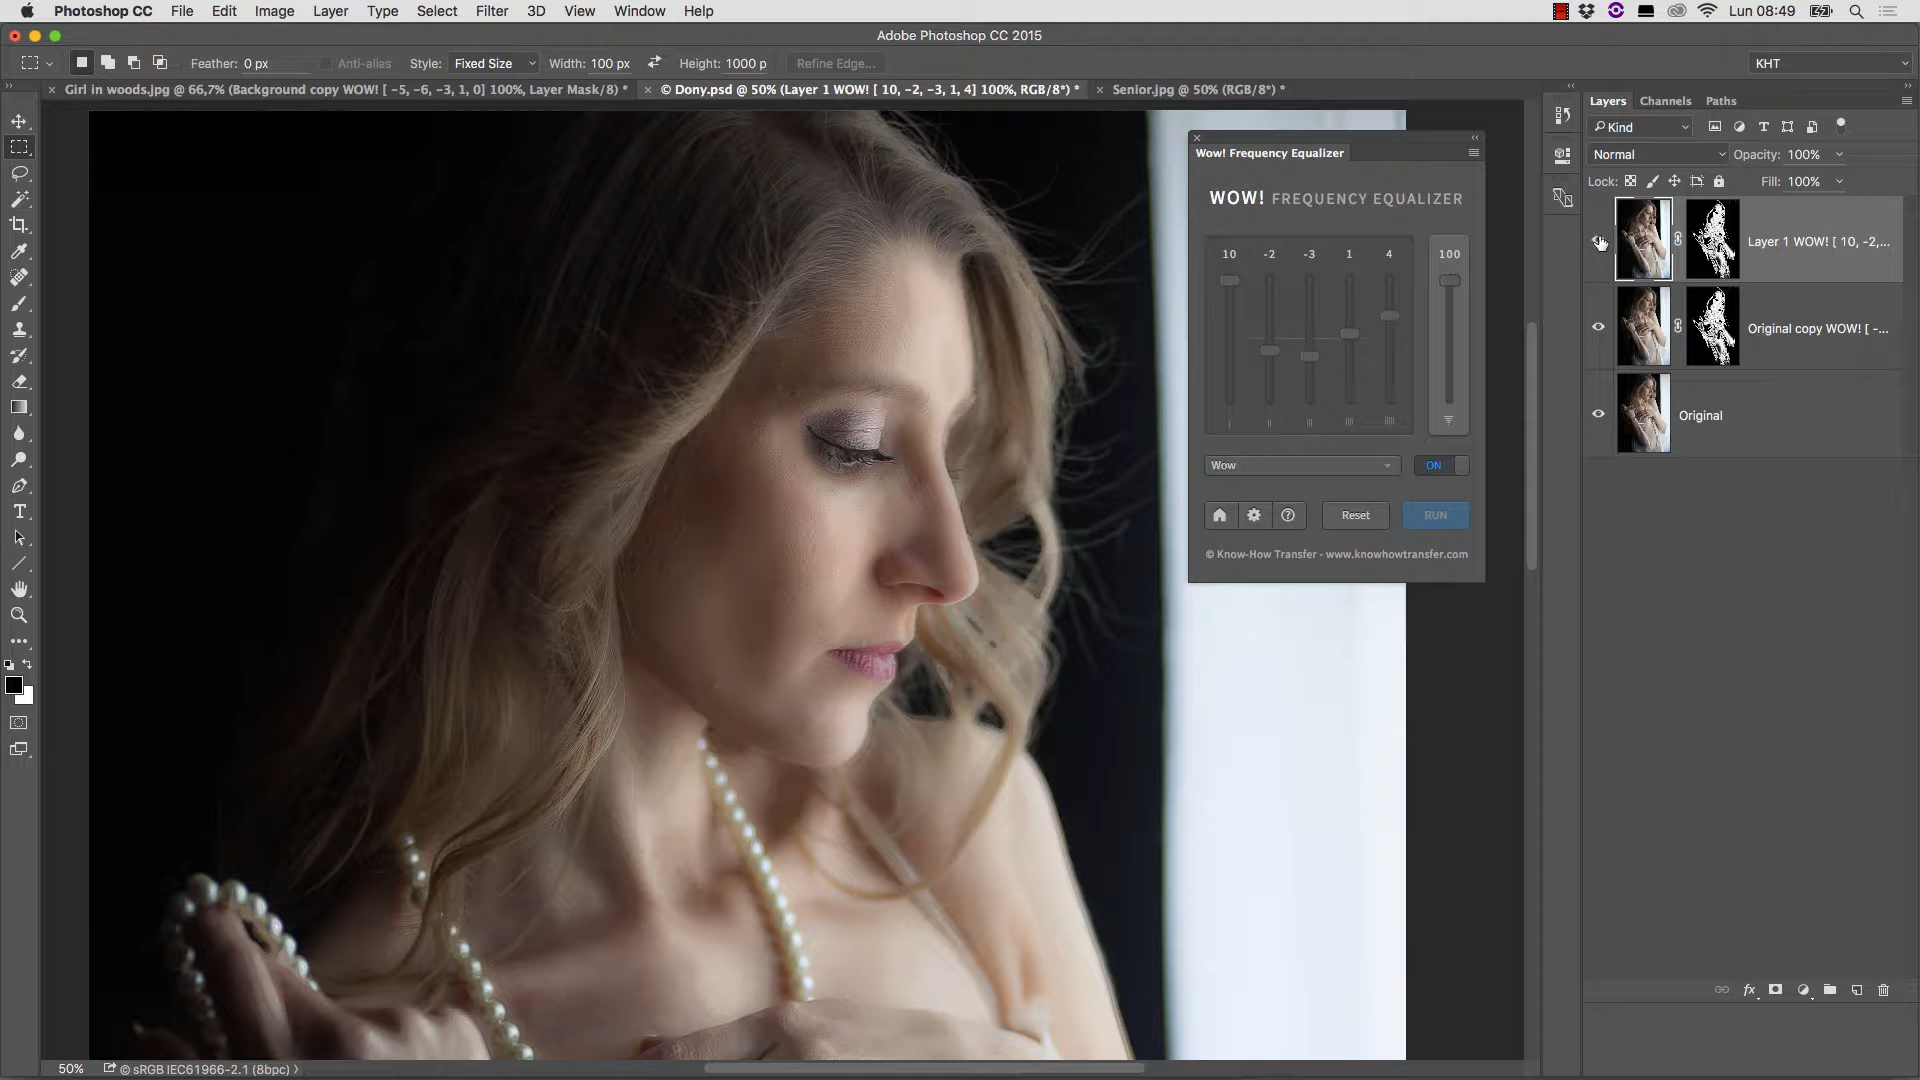 Photoshop CC File Edit Image Layer Type Select Filter 3D View Window Help Lun 08:49
Adobe Photoshop CC 2015
Feather: 0 px Anti-alias Style: Fixed Size Width: 100 px Height: 1000 p Refine Edge... KHT
Girl in woods.jpg @ 66,7% (Background copy WOW! [ -5, -6, -3, 1, 0] 100%, Layer Mask/8) * © Dony.psd @ 50% (Layer 1 WOW! [ 10, -2, -3, 1, 4] 100%, RGB/8*) * Senior.jpg @ 50% (RGB/8*) *
Layers Channels Paths
Kind
Normal Opacity: 100%
Lock: Fill: 100%
Layer 1 WOW! [ 10, -2,...
Original copy WOW! [ -...
Original
Wow! Frequency Equalizer
WOW! FREQUENCY EQUALIZER
10 -2 -3 1 4 100
Wow ON
Reset RUN
© Know-How Transfer - www.knowhowtransfer.com
fx
50% © sRGB IEC61966-2.1 (8bpc)